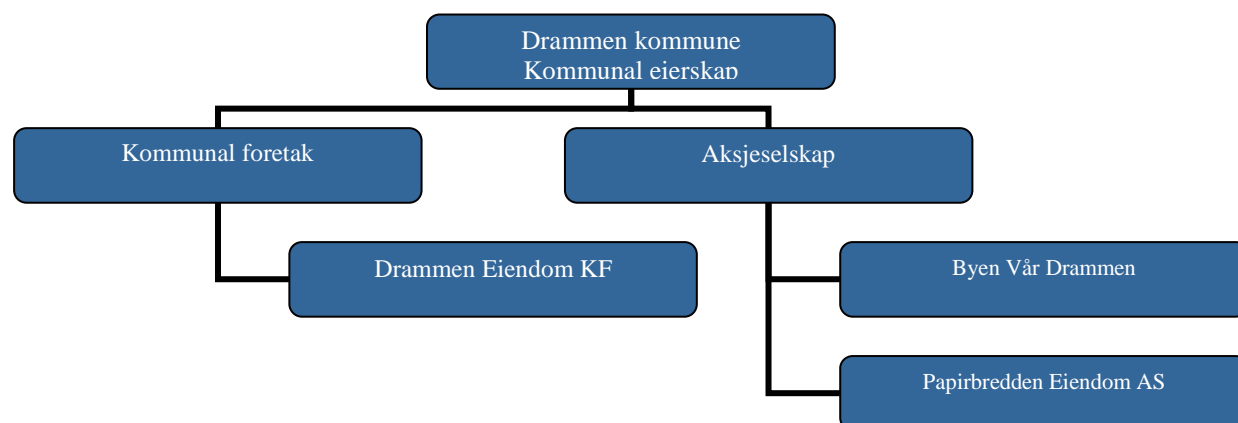 Drammen kommune
Kommunal eierskap
Kommunal foretak
Aksjeselskap
Drammen Eiendom KF
Byen Vår Drammen
Papirbredden Eiendom AS